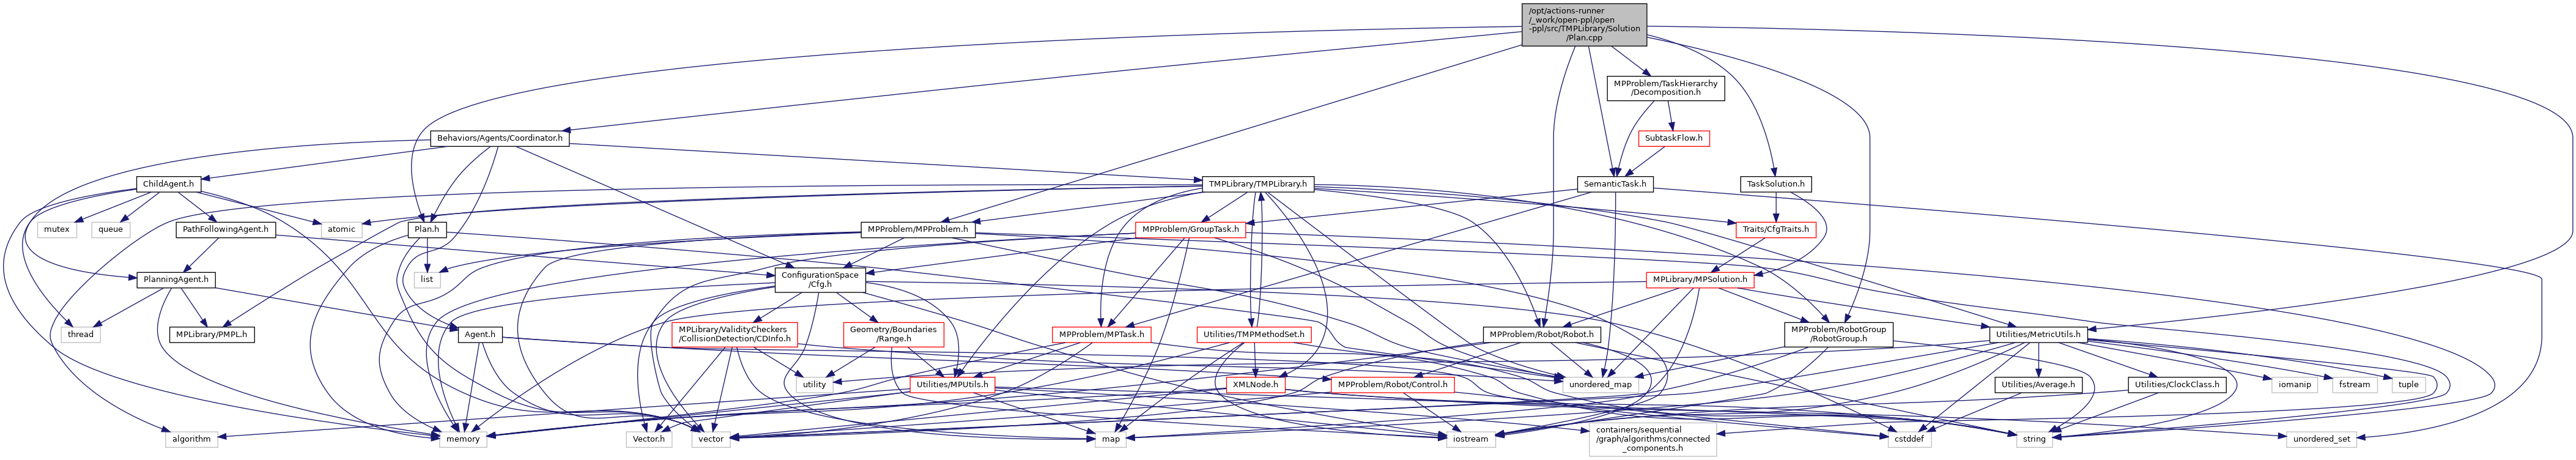 /opt/actions-runner
/_work/open-ppl/open
-ppl/src/TMPLibrary/Solution
/Plan.cpp
MPProblem/TaskHierarchy
/Decomposition.h
Behaviors/Agents/Coordinator.h
SubtaskFlow.h
ChildAgent.h
TMPLibrary/TMPLibrary.h
SemanticTask.h
TaskSolution.h
mutex
queue
PathFollowingAgent.h
atomic
Plan.h
MPProblem/MPProblem.h
MPProblem/GroupTask.h
Traits/CfgTraits.h
PlanningAgent.h
list
ConfigurationSpace
/Cfg.h
MPLibrary/MPSolution.h
thread
MPLibrary/PMPL.h
Agent.h
MPLibrary/ValidityCheckers
/CollisionDetection/CDInfo.h
Geometry/Boundaries
/Range.h
MPProblem/MPTask.h
Utilities/TMPMethodSet.h
MPProblem/Robot/Robot.h
MPProblem/RobotGroup
/RobotGroup.h
Utilities/MetricUtils.h
utility
Utilities/MPUtils.h
XMLNode.h
MPProblem/Robot/Control.h
unordered_map
Utilities/Average.h
Utilities/ClockClass.h
iomanip
fstream
tuple
algorithm
memory
Vector.h
vector
map
iostream
containers/sequential
/graph/algorithms/connected
_components.h
cstddef
string
unordered_set